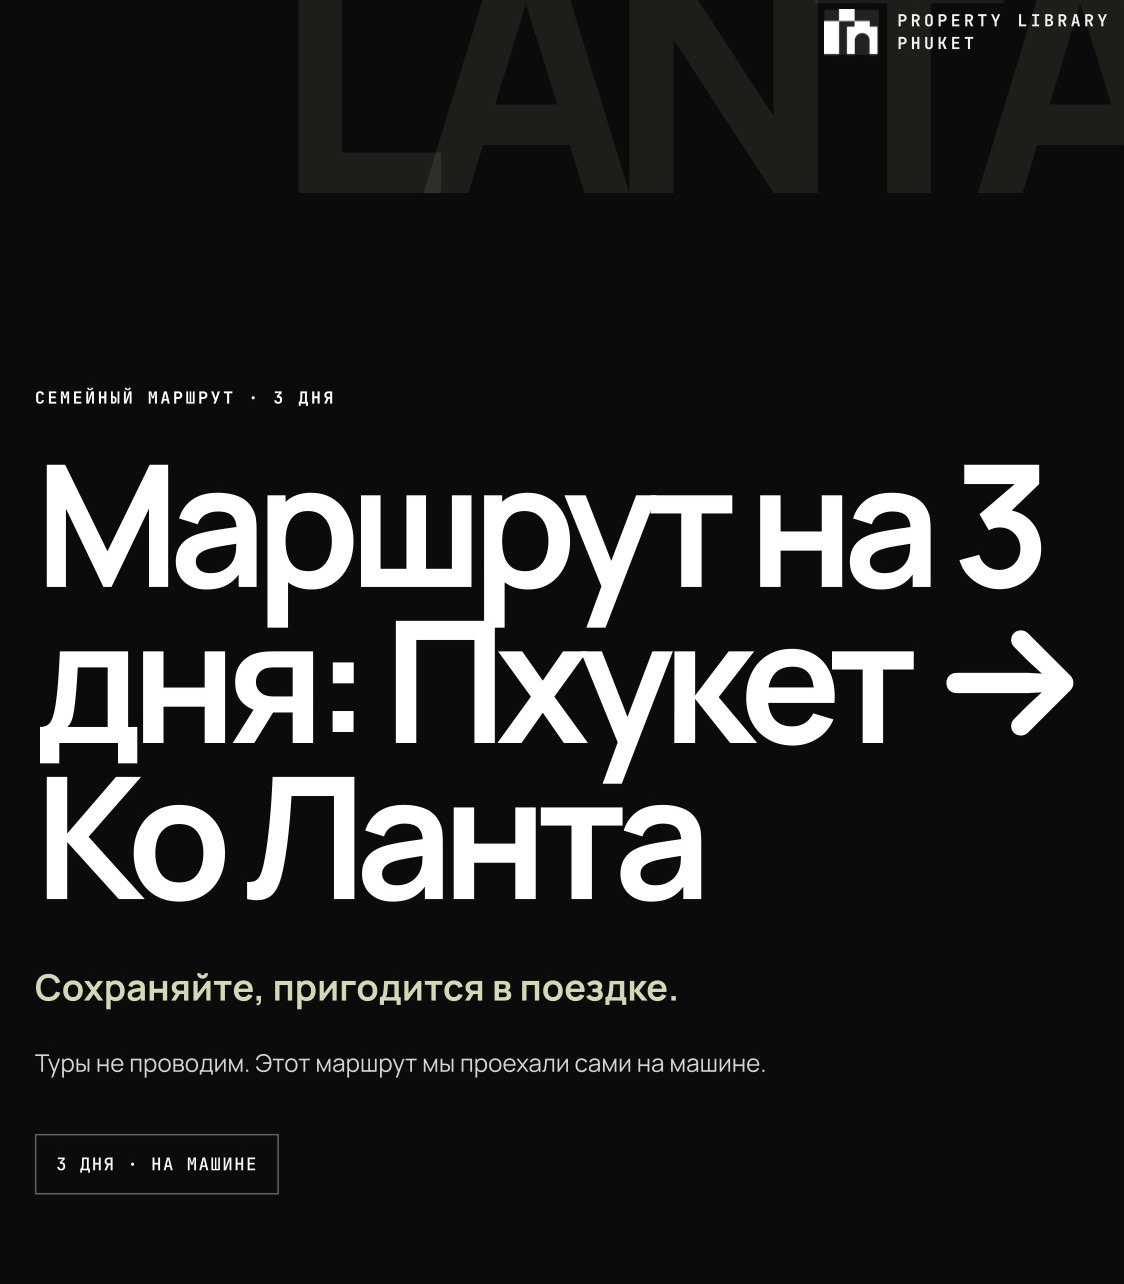 LANTA
PROPERTY LIBRARY
PHUKET
СЕМЕЙНЫЙ МАРШРУТ · 3 ДНЯ
Маршрут на 3
дня: Пхукет →
Ко Ланта
Сохраняйте, пригодится в поездке.
Туры не проводим. Этот маршрут мы проехали сами на машине.
3 ДНЯ · НА МАШИНЕ